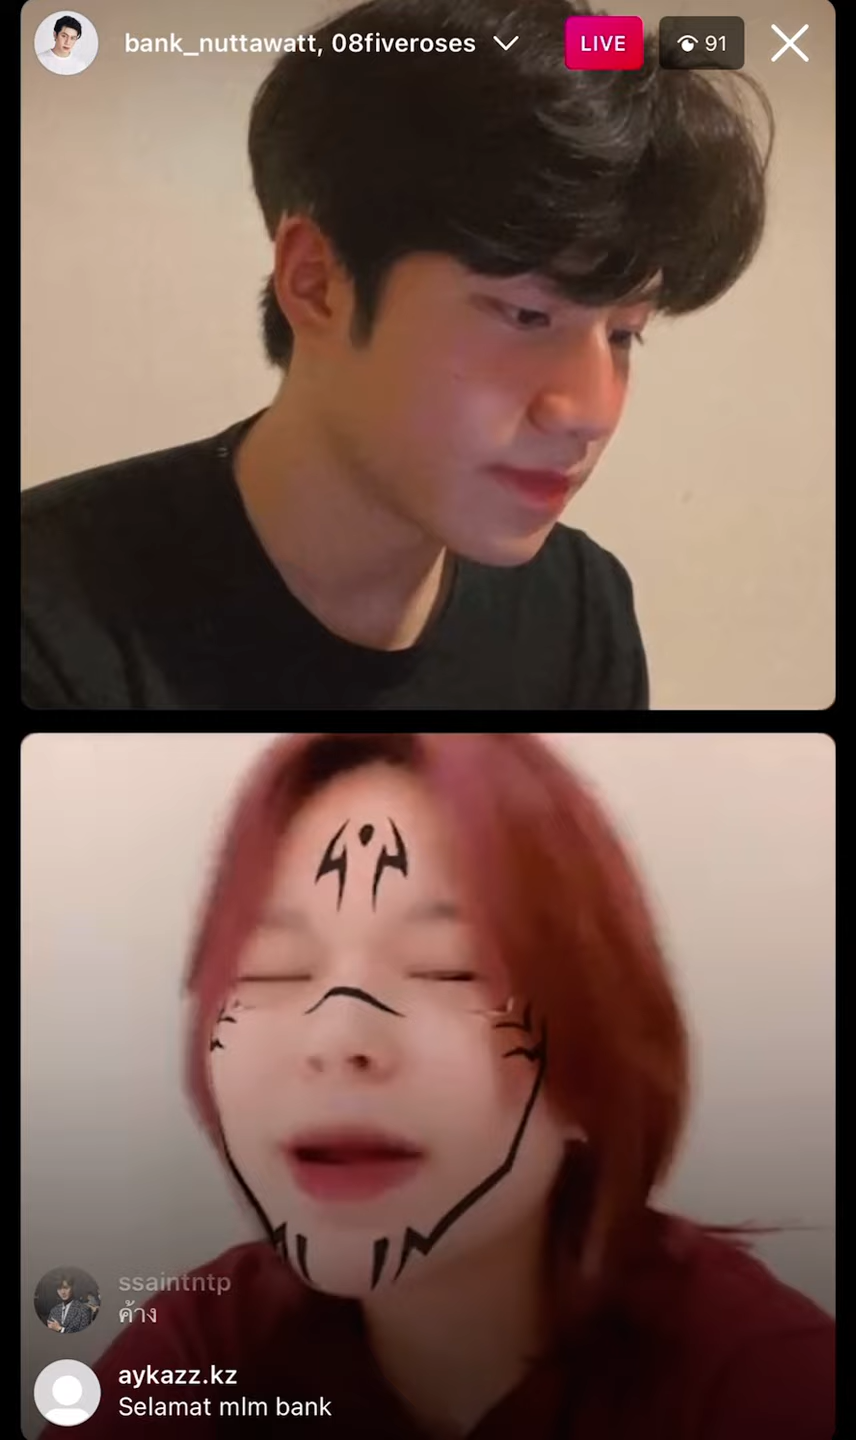 bank_nuttawatt, 08fiveroses
LIVE
91
ssaintntp
ค้าง
aykazz.kz
Selamat mlm bank